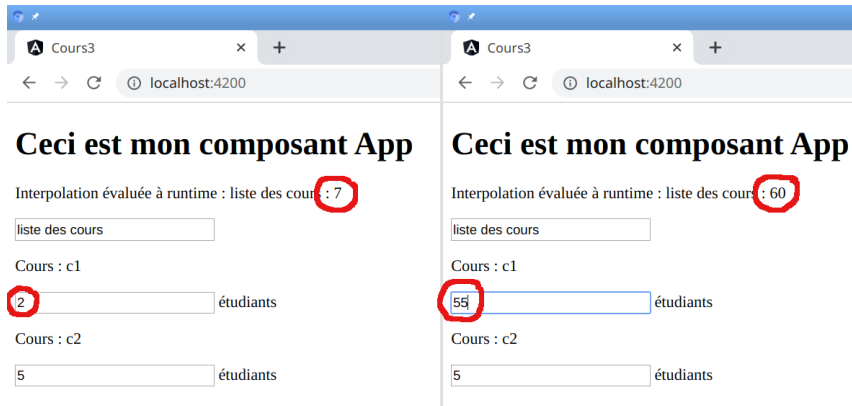 Cours3
localhost:4200
Ceci est mon composant App
Interpolation évaluée à runtime : liste des cours : 7
liste des cours
Cours : c1
2 étudiants
Cours : c2
5 étudiants
Cours3
localhost:4200
Ceci est mon composant App
Interpolation évaluée à runtime : liste des cours : 60
liste des cours
Cours : c1
55 étudiants
Cours : c2
5 étudiants